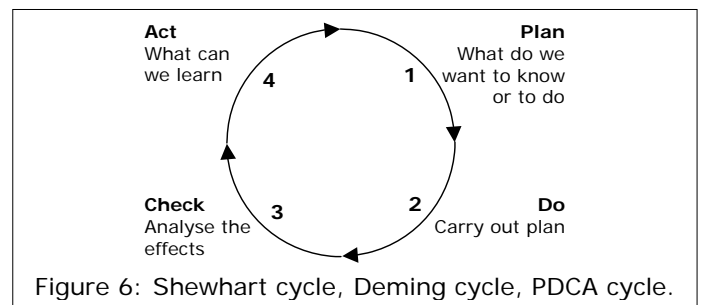 Act
What can
we learn
4
Plan
What do we
want to know
or to do
1
Check
Analyse the
effects
3
2
Do
Carry out plan
Figure 6: Shewhart cycle, Deming cycle, PDCA cycle.